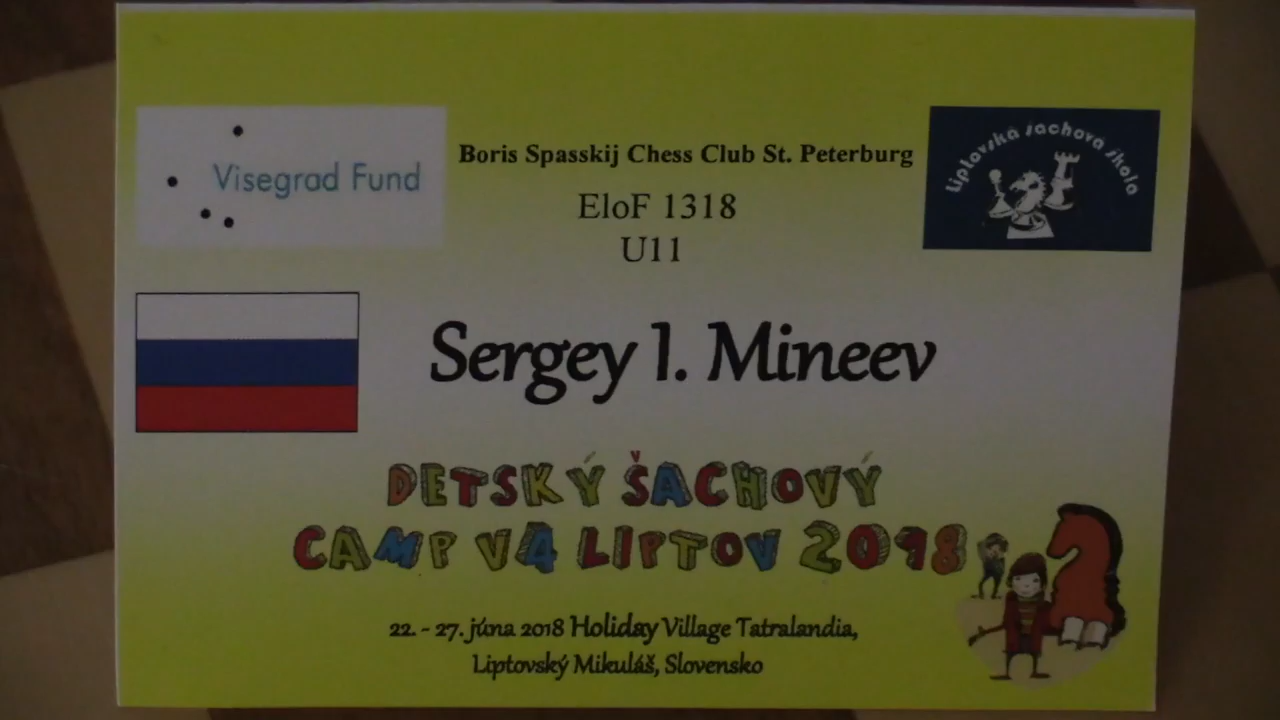 Visegrad Fund
Boris Spasskij Chess Club St. Peterburg
Liptovská šachová škola
EloF 1318
U11
Sergey I. Mineev
DETSKÝ ŠACHOVÝ
CAMP V4 LIPTOV 2018
22. - 27. júna 2018 Holiday Village Tatralandia,
Liptovský Mikuláš, Slovensko